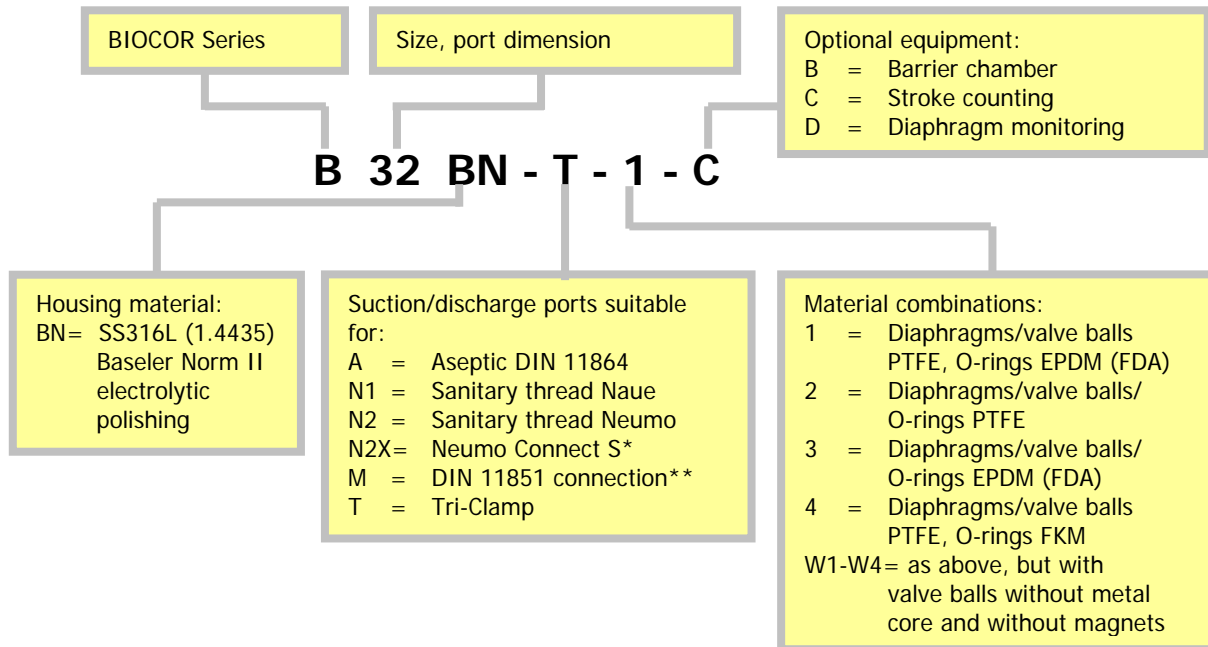 BIOCOR Series
Size, port dimension
Optional equipment:
B = Barrier chamber
C = Stroke counting
D = Diaphragm monitoring
B 32 BN - T - 1 - C
Housing material:
BN= SS316L (1.4435)
Baseler Norm II
electrolytic
polishing
Suction/discharge ports suitable
for:
A = Aseptic DIN 11864
N1 = Sanitary thread Naue
N2 = Sanitary thread Neumo
N2X= Neumo Connect S*
M = DIN 11851 connection**
T = Tri-Clamp
Material combinations:
1 = Diaphragms/valve balls
PTFE, O-rings EPDM (FDA)
2 = Diaphragms/valve balls/
O-rings PTFE
3 = Diaphragms/valve balls/
O-rings EPDM (FDA)
4 = Diaphragms/valve balls
PTFE, O-rings FKM
W1-W4= as above, but with
valve balls without metal
core and without magnets